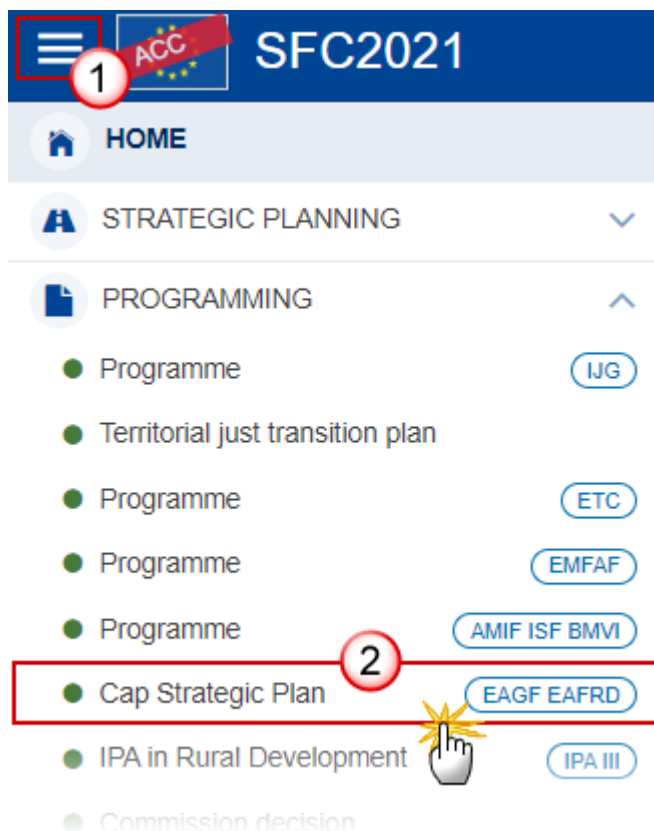 ACC SFC2021
1
HOME
STRATEGIC PLANNING
PROGRAMMING
Programme IJG
Territorial just transition plan
Programme ETC
Programme EMFAF
Programme AMIF ISF BMVI
2
Cap Strategic Plan EAGF EAFRD
IPA in Rural Development IPA III
Commission decision